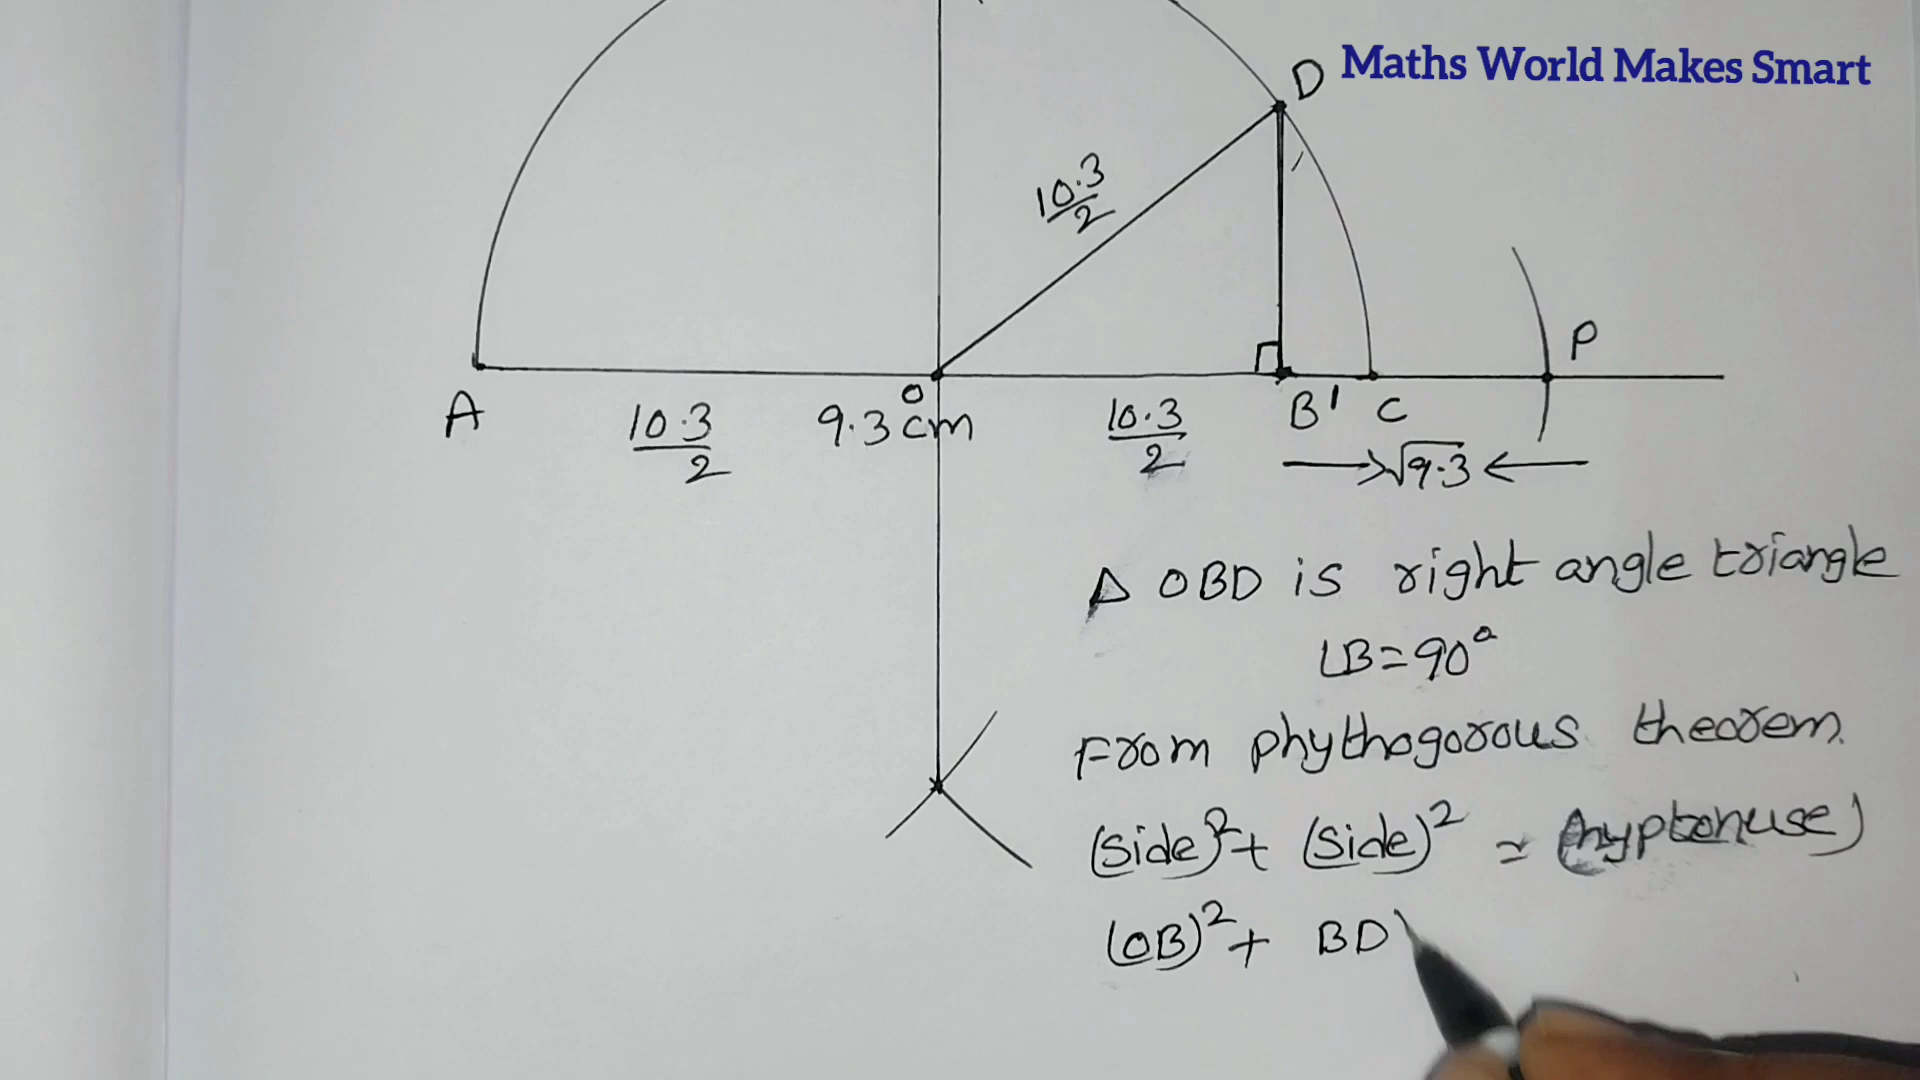 Maths World Makes Smart
D
10.3
2
P
A
O
B' C
10.3
2
9.3 cm
10.3
2
√9.3
Δ OBD is right angle triangle
∟B = 90°
From phythogorous theorem.
(side)² + (side)² = (hyptenuse)
(OB)² + BD)